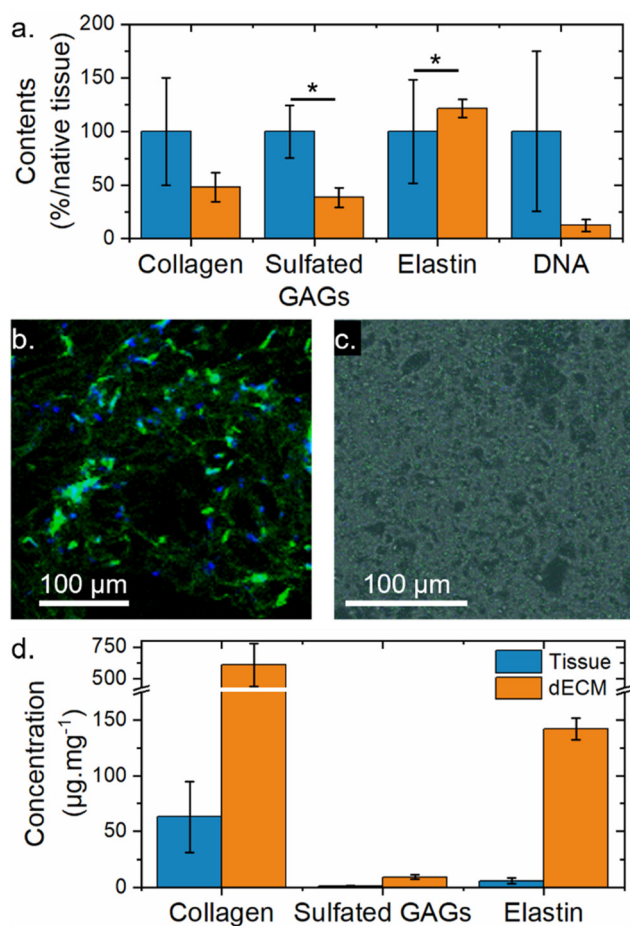 a.
200
150
100
50
0
Contents
(%/native tissue)
*
*
Collagen
Sulfated
GAGs
Elastin
DNA
b.
100 µm
c.
100 µm
d.
750
500
150
100
50
0
Concentration
(µg.mg⁻¹)
Tissue
dECM
Collagen
Sulfated GAGs
Elastin